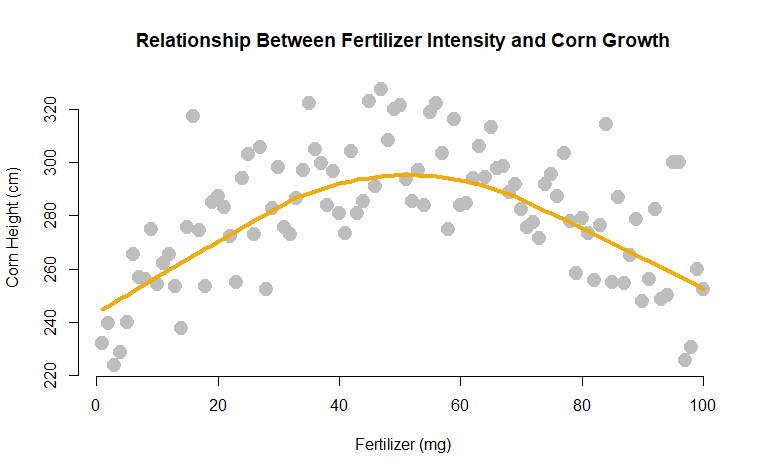 Relationship Between Fertilizer Intensity and Corn Growth
Corn Height (cm)
320
300
280
260
240
220
0 20 40 60 80 100
Fertilizer (mg)